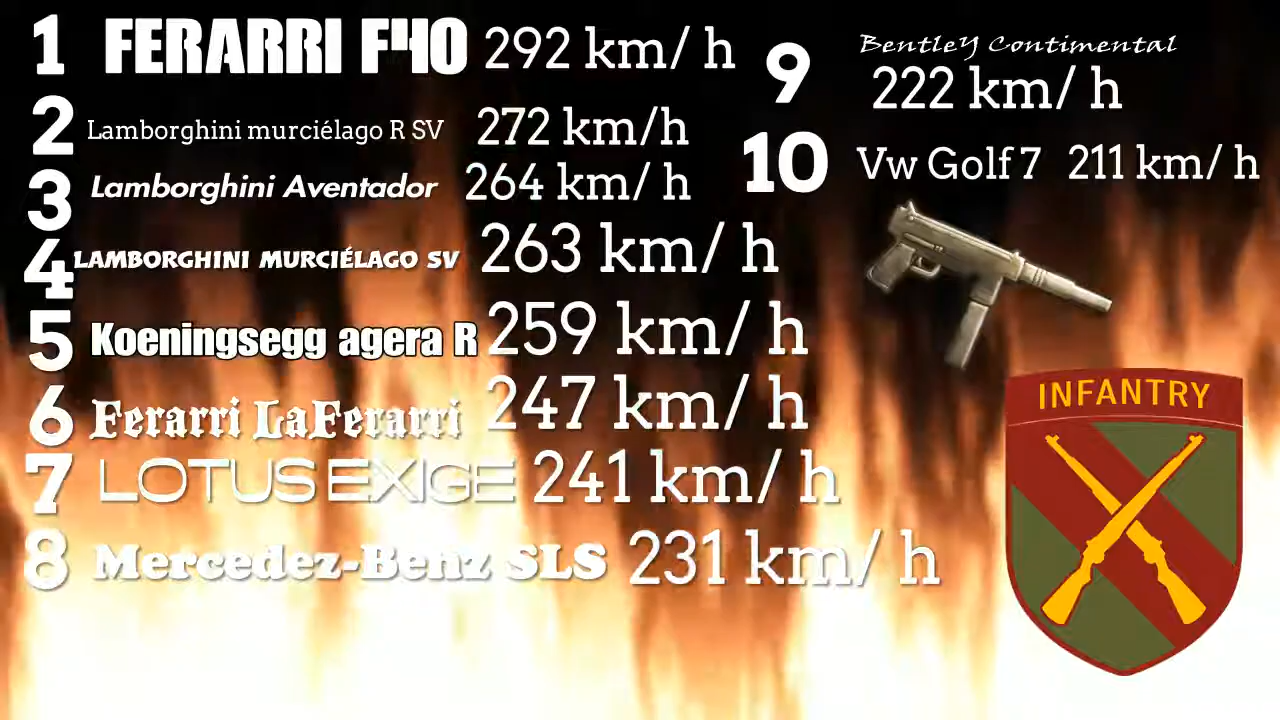 1 FERARRI F40 292 km/ h
2 Lamborghini murciélago R SV 272 km/h
3 Lamborghini Aventador 264 km/ h
4 LAMBORGHINI MURCIÉLAGO SV 263 km/ h
5 Koeningsegg agera R 259 km/ h
6 Ferarri LaFerarri 247 km/ h
7 LOTUS EXIGE 241 km/ h
8 Mercedez-Benz SLS 231 km/ h
9 BentleY Contimental
222 km/ h
10 Vw Golf 7 211 km/ h
INFANTRY